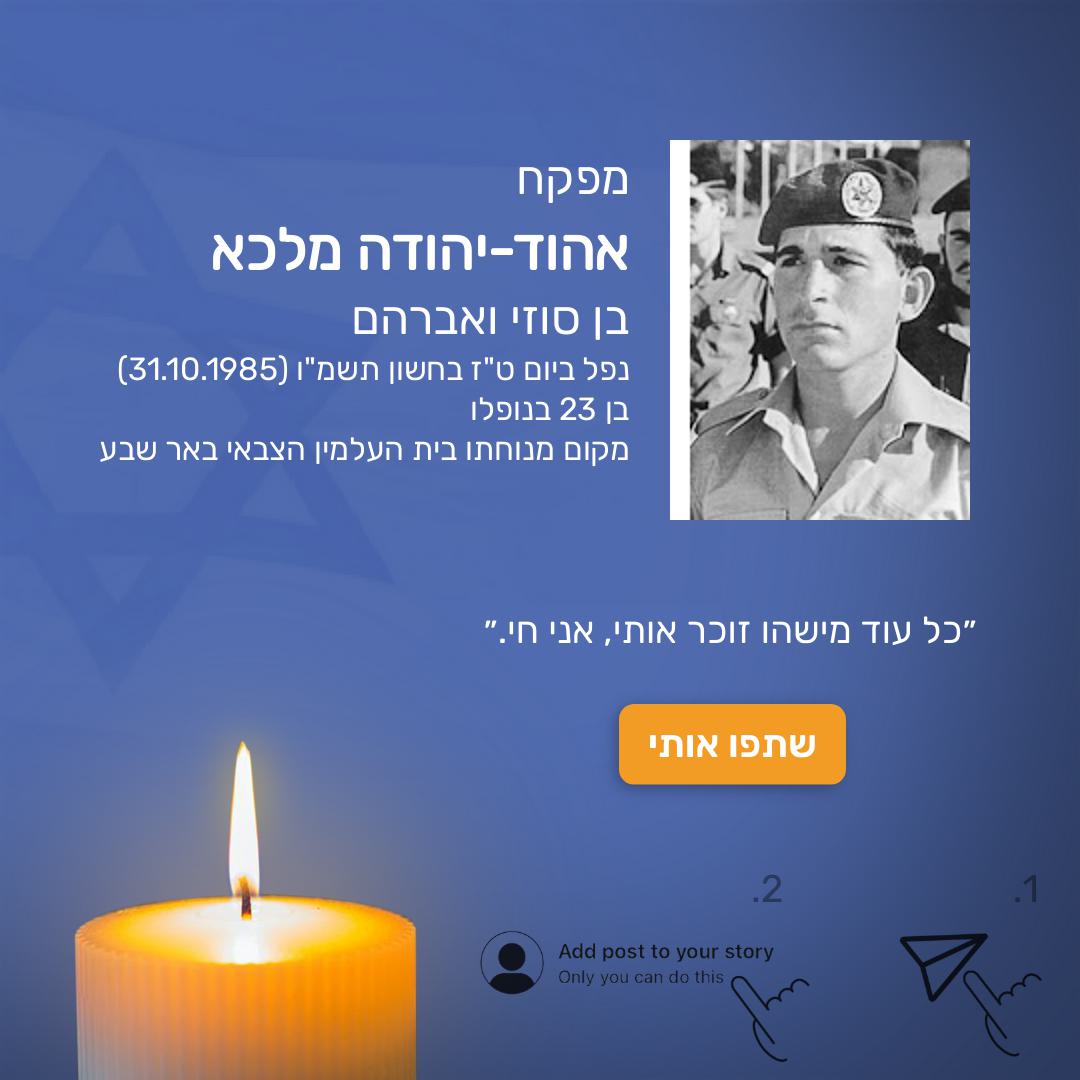 מפקח
אהוד-יהודה מלכא
בן סוזי ואברהם
נפל ביום ט"ז בחשון תשמ"ו (31.10.1985)
בן 23 בנופלו
מקום מנוחתו בית העלמין הצבאי באר שבע
״כל עוד מישהו זוכר אותי, אני חי.״
שתפו אותי
.1
.2
Add post to your story
Only you can do this